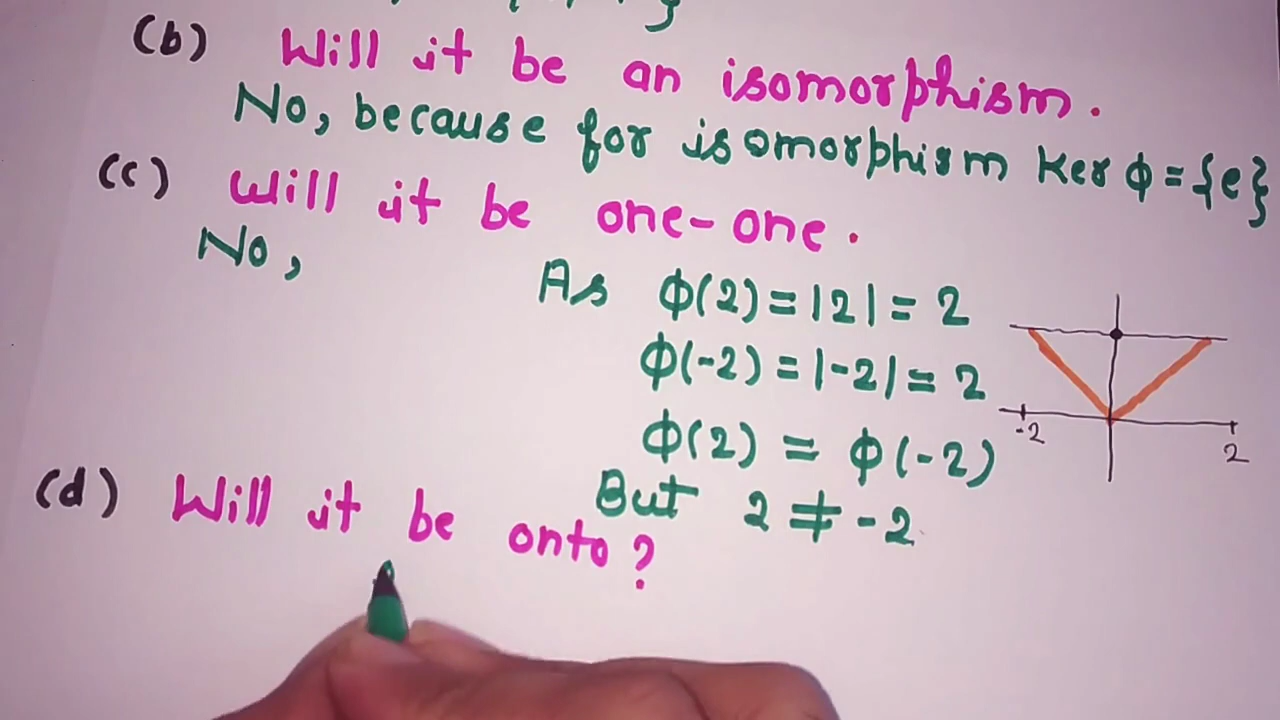 (b) Will it be an isomorphism.
No, because for isomorphism Ker ϕ = {e}
(c) Will it be one-one.
No,
As ϕ(2) = |2| = 2
ϕ(-2) = |-2| = 2
ϕ(2) = ϕ(-2)
But 2 ≠ -2
-2
2
(d) Will it be onto?